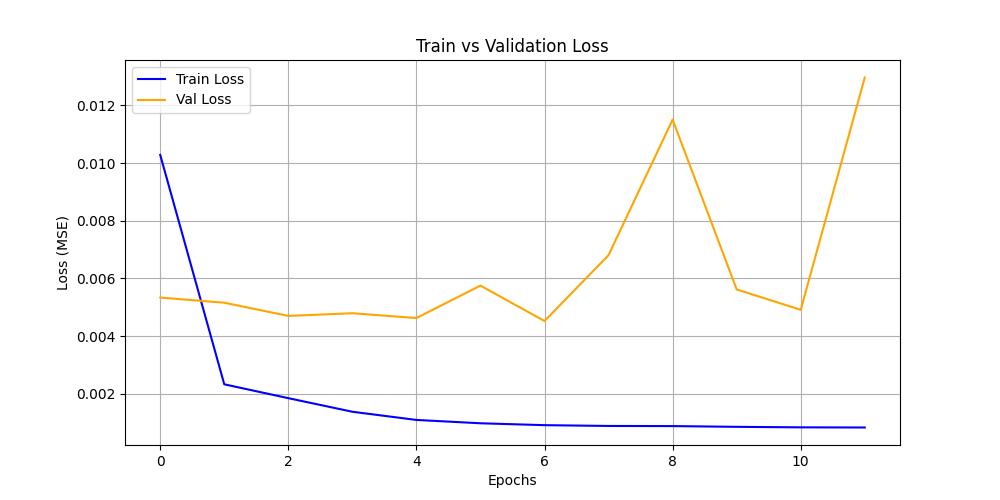 Train vs Validation Loss
Train Loss
Val Loss
0.012
0.010
0.008
0.006
0.004
0.002
Loss (MSE)
0 2 4 6 8 10
Epochs